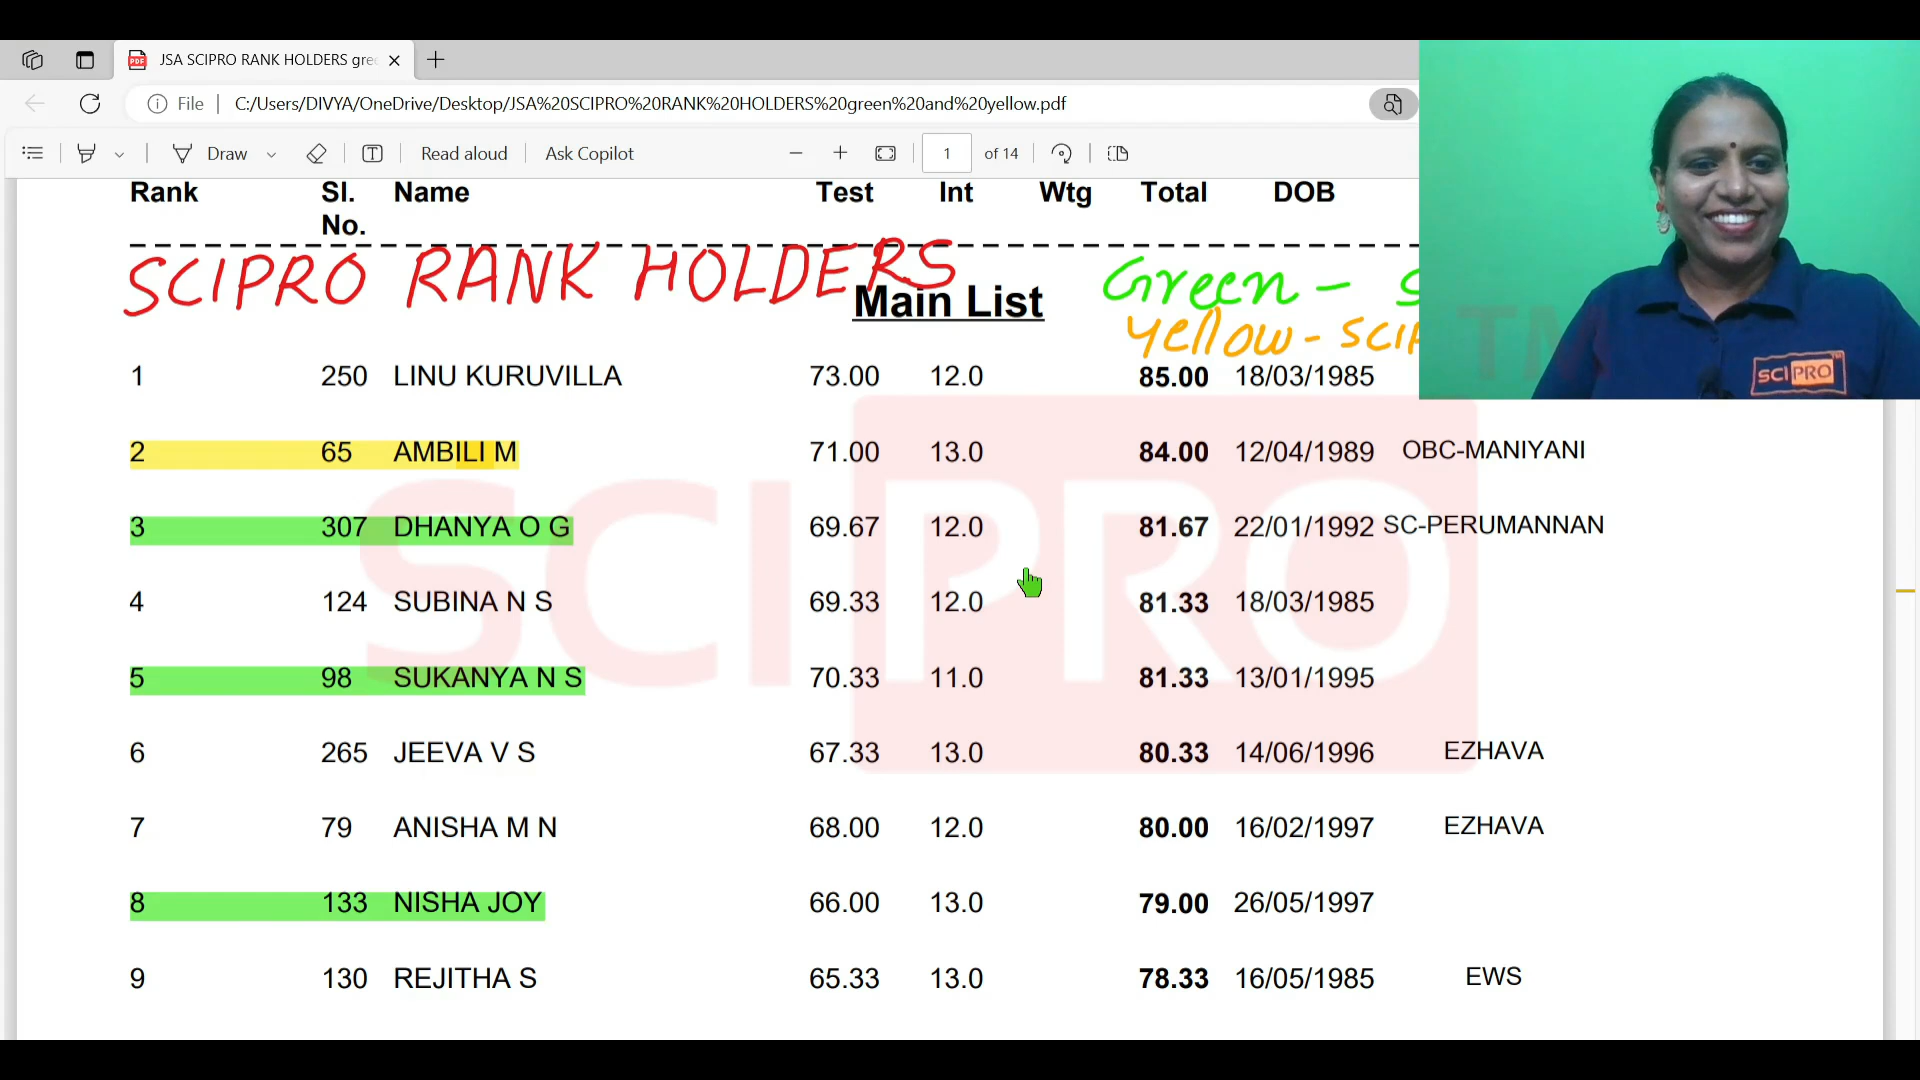 JSA SCIPRO RANK HOLDERS gre
File C:/Users/DIVYA/OneDrive/Desktop/JSA%20SCIPRO%20RANK%20HOLDERS%20green%20and%20yellow.pdf
Draw Read aloud Ask Copilot 1 of 14
Rank Sl. No. Name Test Int Wtg Total DOB
SCIPRO RANK HOLDERS
Main List
Green - S
Yellow - SCIP
TM
SCIPRO TM
1 250 LINU KURUVILLA 73.00 12.0 85.00 18/03/1985
2 65 AMBILI M 71.00 13.0 84.00 12/04/1989 OBC-MANIYANI
3 307 DHANYA O G 69.67 12.0 81.67 22/01/1992 SC-PERUMANNAN
4 124 SUBINA N S 69.33 12.0 81.33 18/03/1985
5 98 SUKANYA N S 70.33 11.0 81.33 13/01/1995
6 265 JEEVA V S 67.33 13.0 80.33 14/06/1996 EZHAVA
7 79 ANISHA M N 68.00 12.0 80.00 16/02/1997 EZHAVA
8 133 NISHA JOY 66.00 13.0 79.00 26/05/1997
9 130 REJITHA S 65.33 13.0 78.33 16/05/1985 EWS
SCIPRO